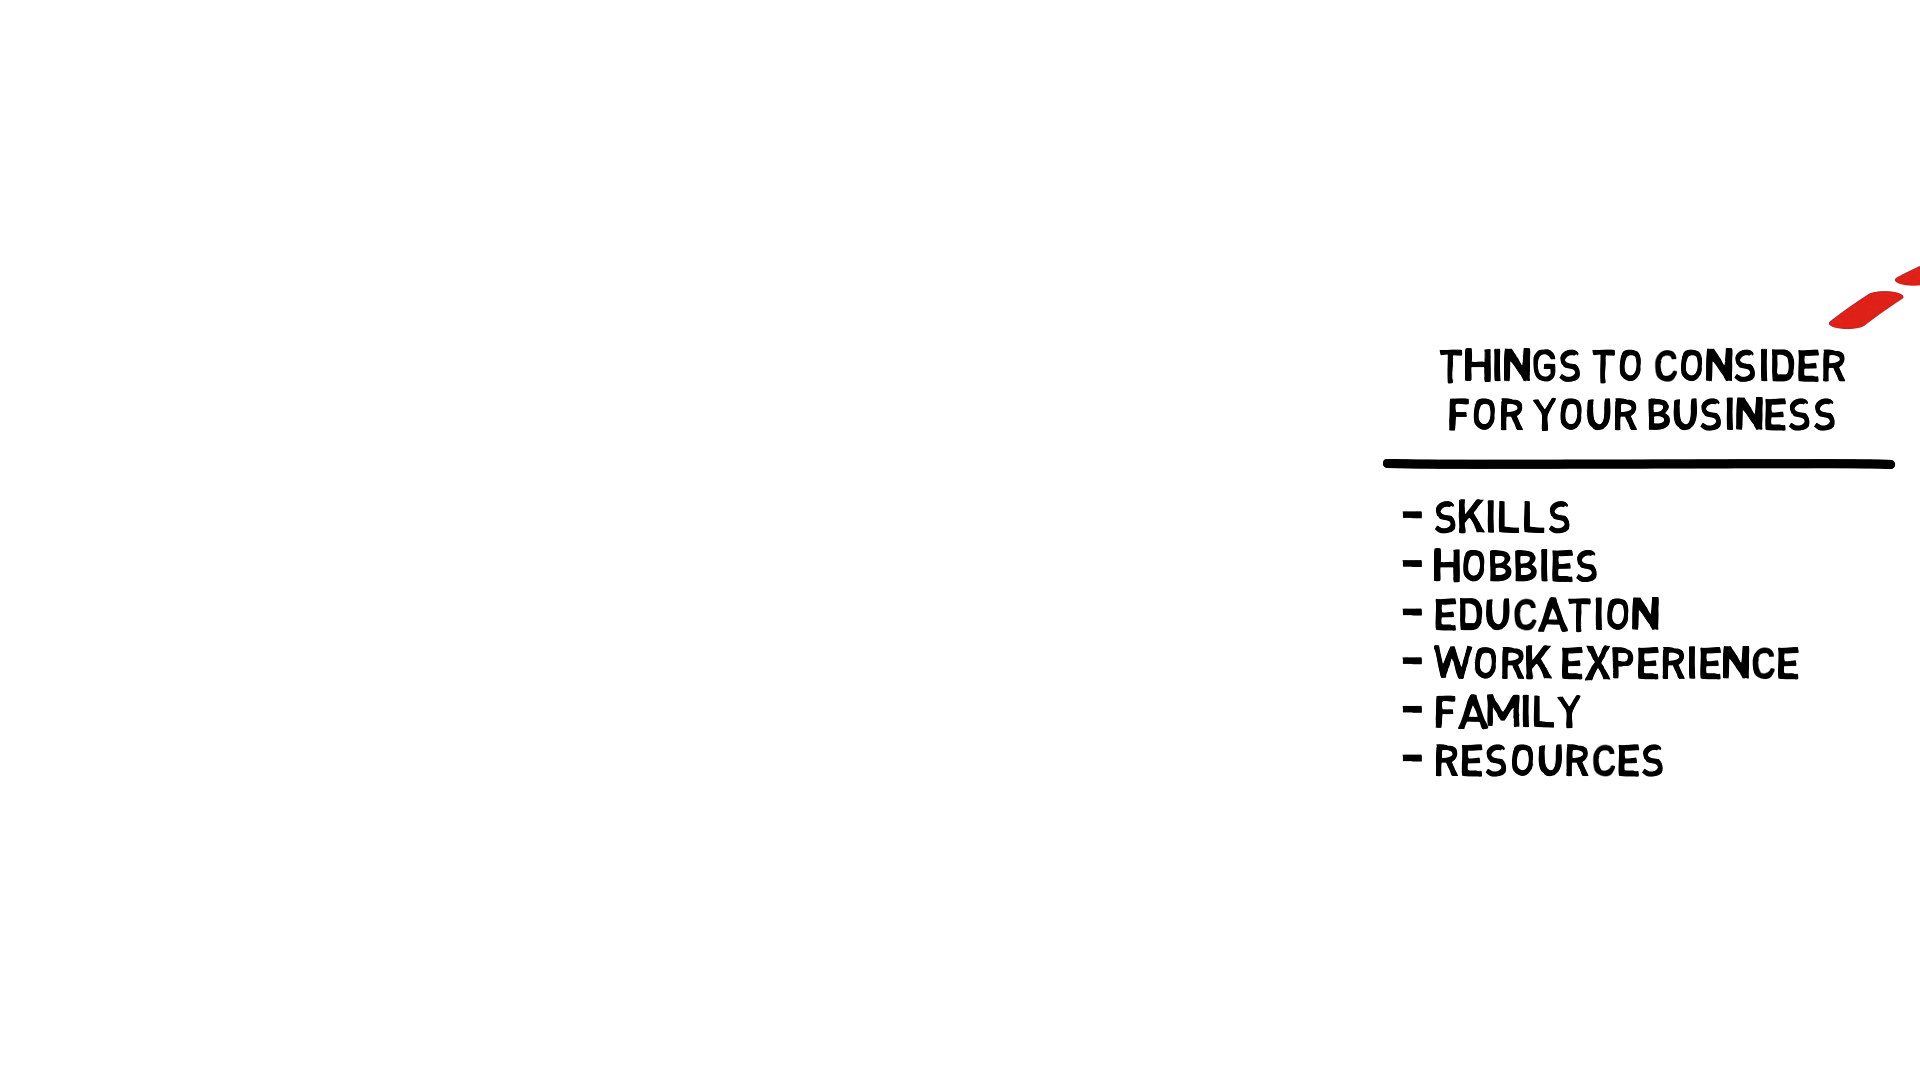 THINGS TO CONSIDER
FOR YOUR BUSINESS
- SKILLS
- HOBBIES
- EDUCATION
- WORK EXPERIENCE
- FAMILY
- RESOURCES